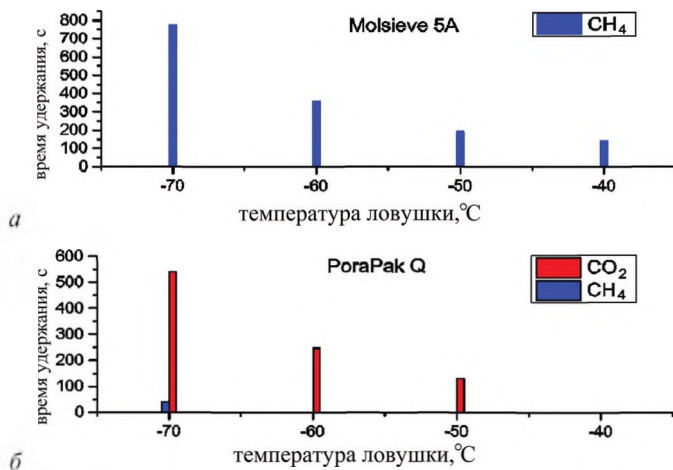 Molsieve 5A
CH₄
время удержания, с
800
700
600
500
400
300
200
100
0
-70
-60
-50
-40
температура ловушки,°C
а
PoraPak Q
CO₂
CH₄
время удержания, с
600
500
400
300
200
100
0
-70
-60
-50
-40
температура ловушки,°C
б